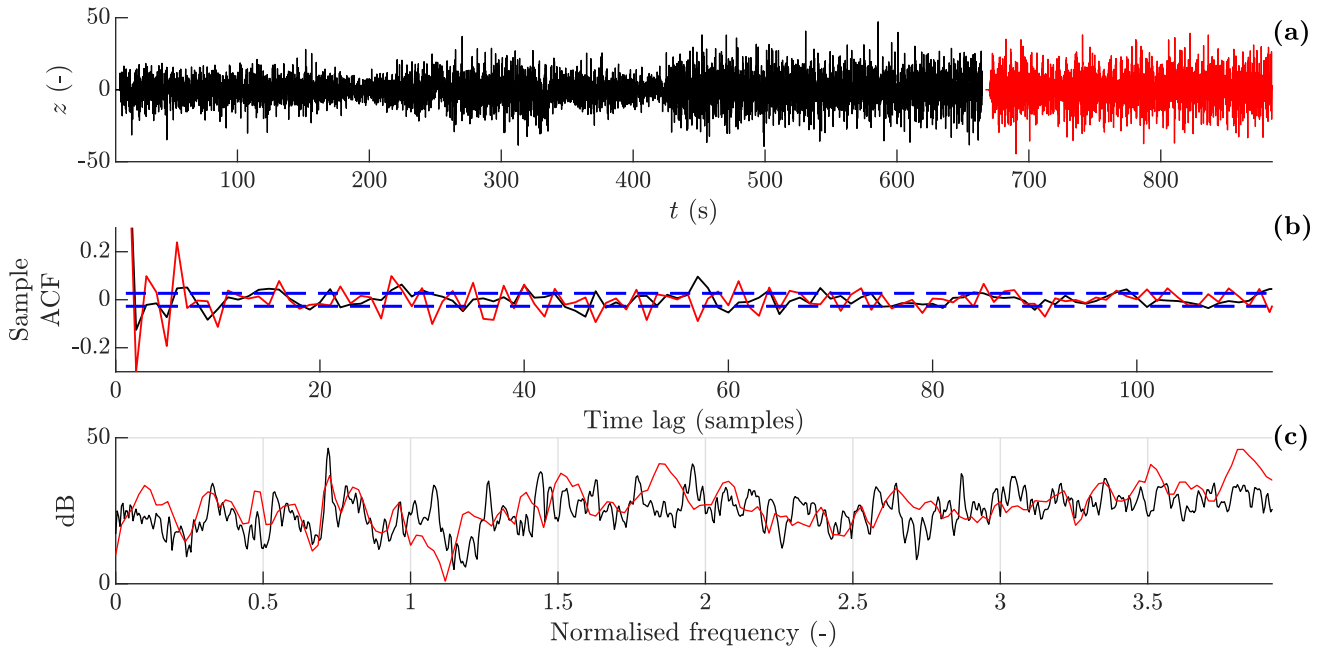 50
(a)
z (-)
0
-50
100 200 300 400 500 600 700 800
t (s)
(b)
0.2
Sample
ACF
0
-0.2
0 20 40 60 80 100
Time lag (samples)
50
(c)
dB
0
0 0.5 1 1.5 2 2.5 3 3.5
Normalised frequency (-)